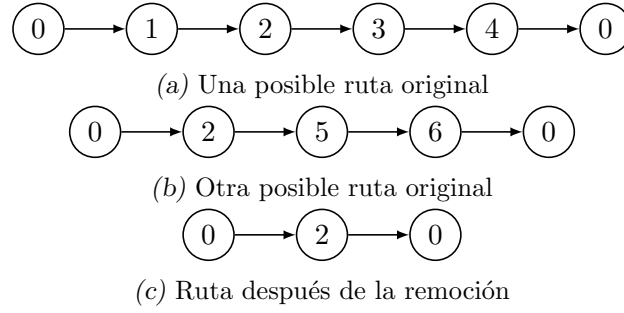 0 1 2 3 4 0
(a) Una posible ruta original
0 2 5 6 0
(b) Otra posible ruta original
0 2 0
(c) Ruta después de la remoción